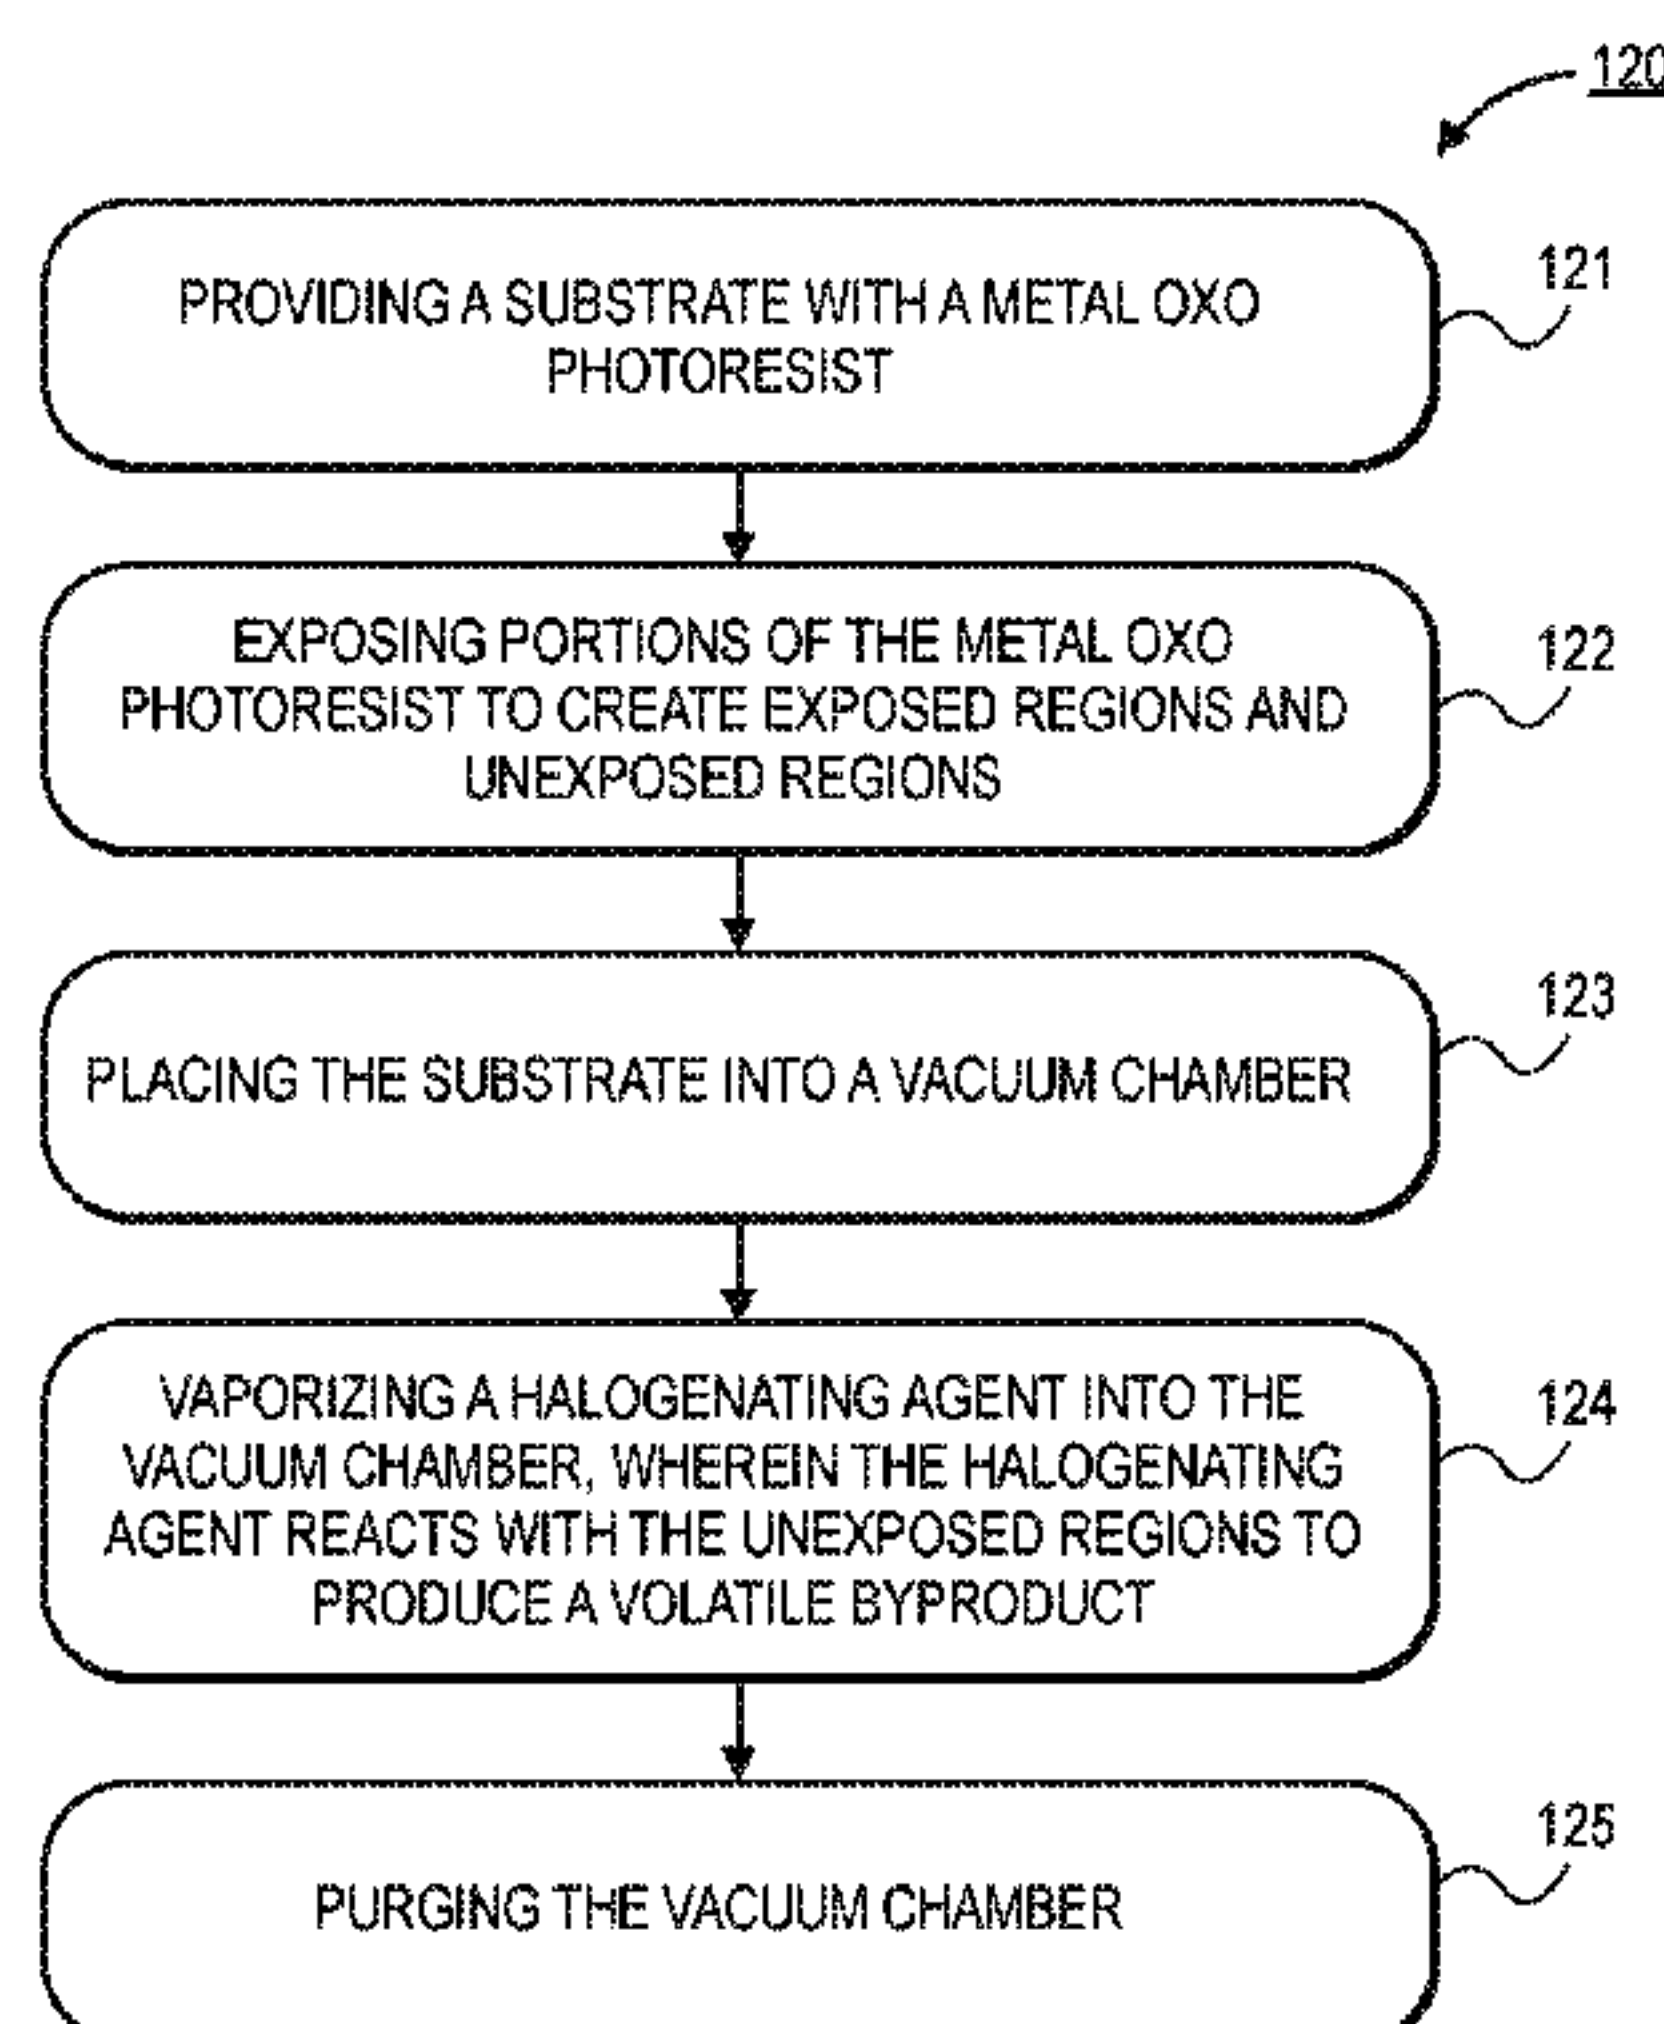 120
PROVIDING A SUBSTRATE WITH A METAL OXO
PHOTORESIST
121
EXPOSING PORTIONS OF THE METAL OXO
PHOTORESIST TO CREATE EXPOSED REGIONS AND
UNEXPOSED REGIONS
122
PLACING THE SUBSTRATE INTO A VACUUM CHAMBER
123
VAPORIZING A HALOGENATING AGENT INTO THE
VACUUM CHAMBER, WHEREIN THE HALOGENATING
AGENT REACTS WITH THE UNEXPOSED REGIONS TO
PRODUCE A VOLATILE BYPRODUCT
124
PURGING THE VACUUM CHAMBER
125